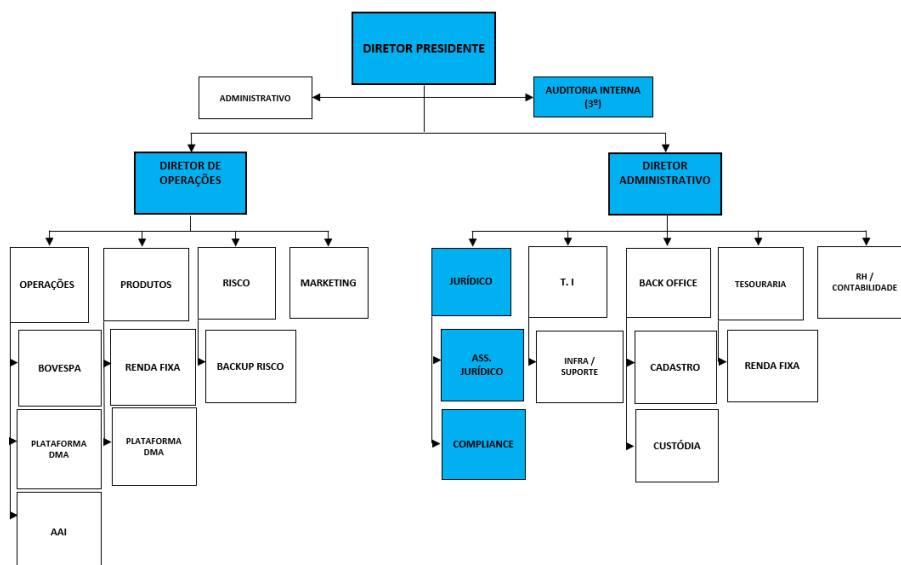 DIRETOR PRESIDENTE
ADMINISTRATIVO
AUDITORIA INTERNA
(3º)
DIRETOR DE
OPERAÇÕES
DIRETOR
ADMINISTRATIVO
OPERAÇÕES
PRODUTOS
RISCO
MARKETING
JURÍDICO
T. I
BACK OFFICE
TESOURARIA
RH /
CONTABILIDADE
BOVESPA
RENDA FIXA
BACKUP RISCO
ASS.
JURÍDICO
INFRA /
SUPORTE
CADASTRO
RENDA FIXA
PLATAFORMA
DMA
PLATAFORMA
DMA
COMPLIANCE
CUSTÓDIA
AAI